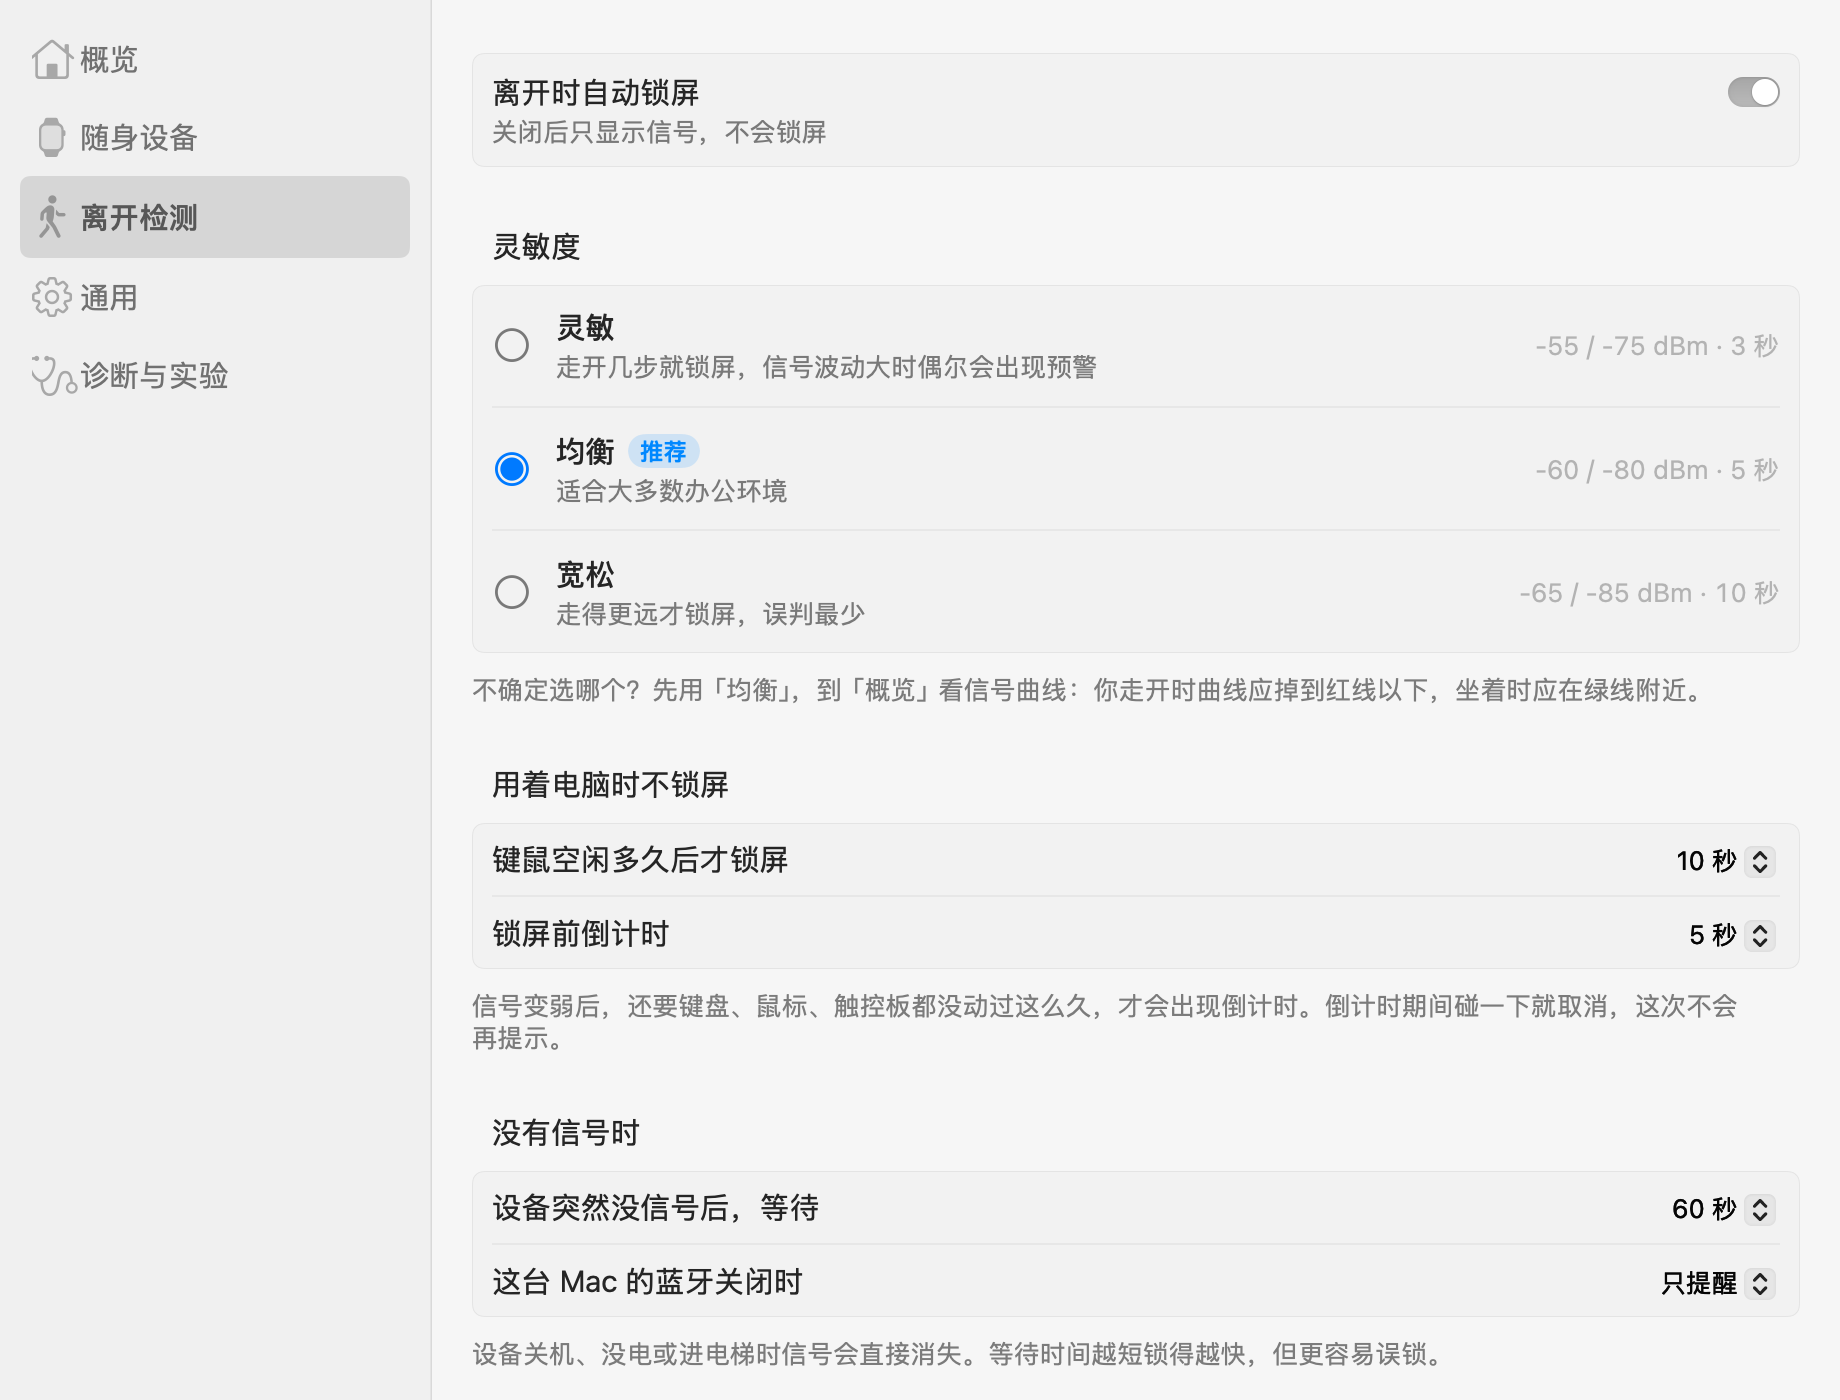 概览
随身设备
离开检测
通用
诊断与实验
离开时自动锁屏
关闭后只显示信号，不会锁屏
灵敏度
灵敏
走开几步就锁屏，信号波动大时偶尔会出现预警
-55 / -75 dBm · 3 秒
均衡 推荐
适合大多数办公环境
-60 / -80 dBm · 5 秒
宽松
走得更远才锁屏，误判最少
-65 / -85 dBm · 10 秒
不确定选哪个？先用「均衡」，到「概览」看信号曲线：你走开时曲线应掉到红线以下，坐着时应在绿线附近。
用着电脑时不锁屏
键鼠空闲多久后才锁屏 10 秒
锁屏前倒计时 5 秒
信号变弱后，还要键盘、鼠标、触控板都没动过这么久，才会出现倒计时。倒计时期间碰一下就取消，这次不会
再提示。
没有信号时
设备突然没信号后，等待 60 秒
这台 Mac 的蓝牙关闭时 只提醒
设备关机、没电或进电梯时信号会直接消失。等待时间越短锁得越快，但更容易误锁。